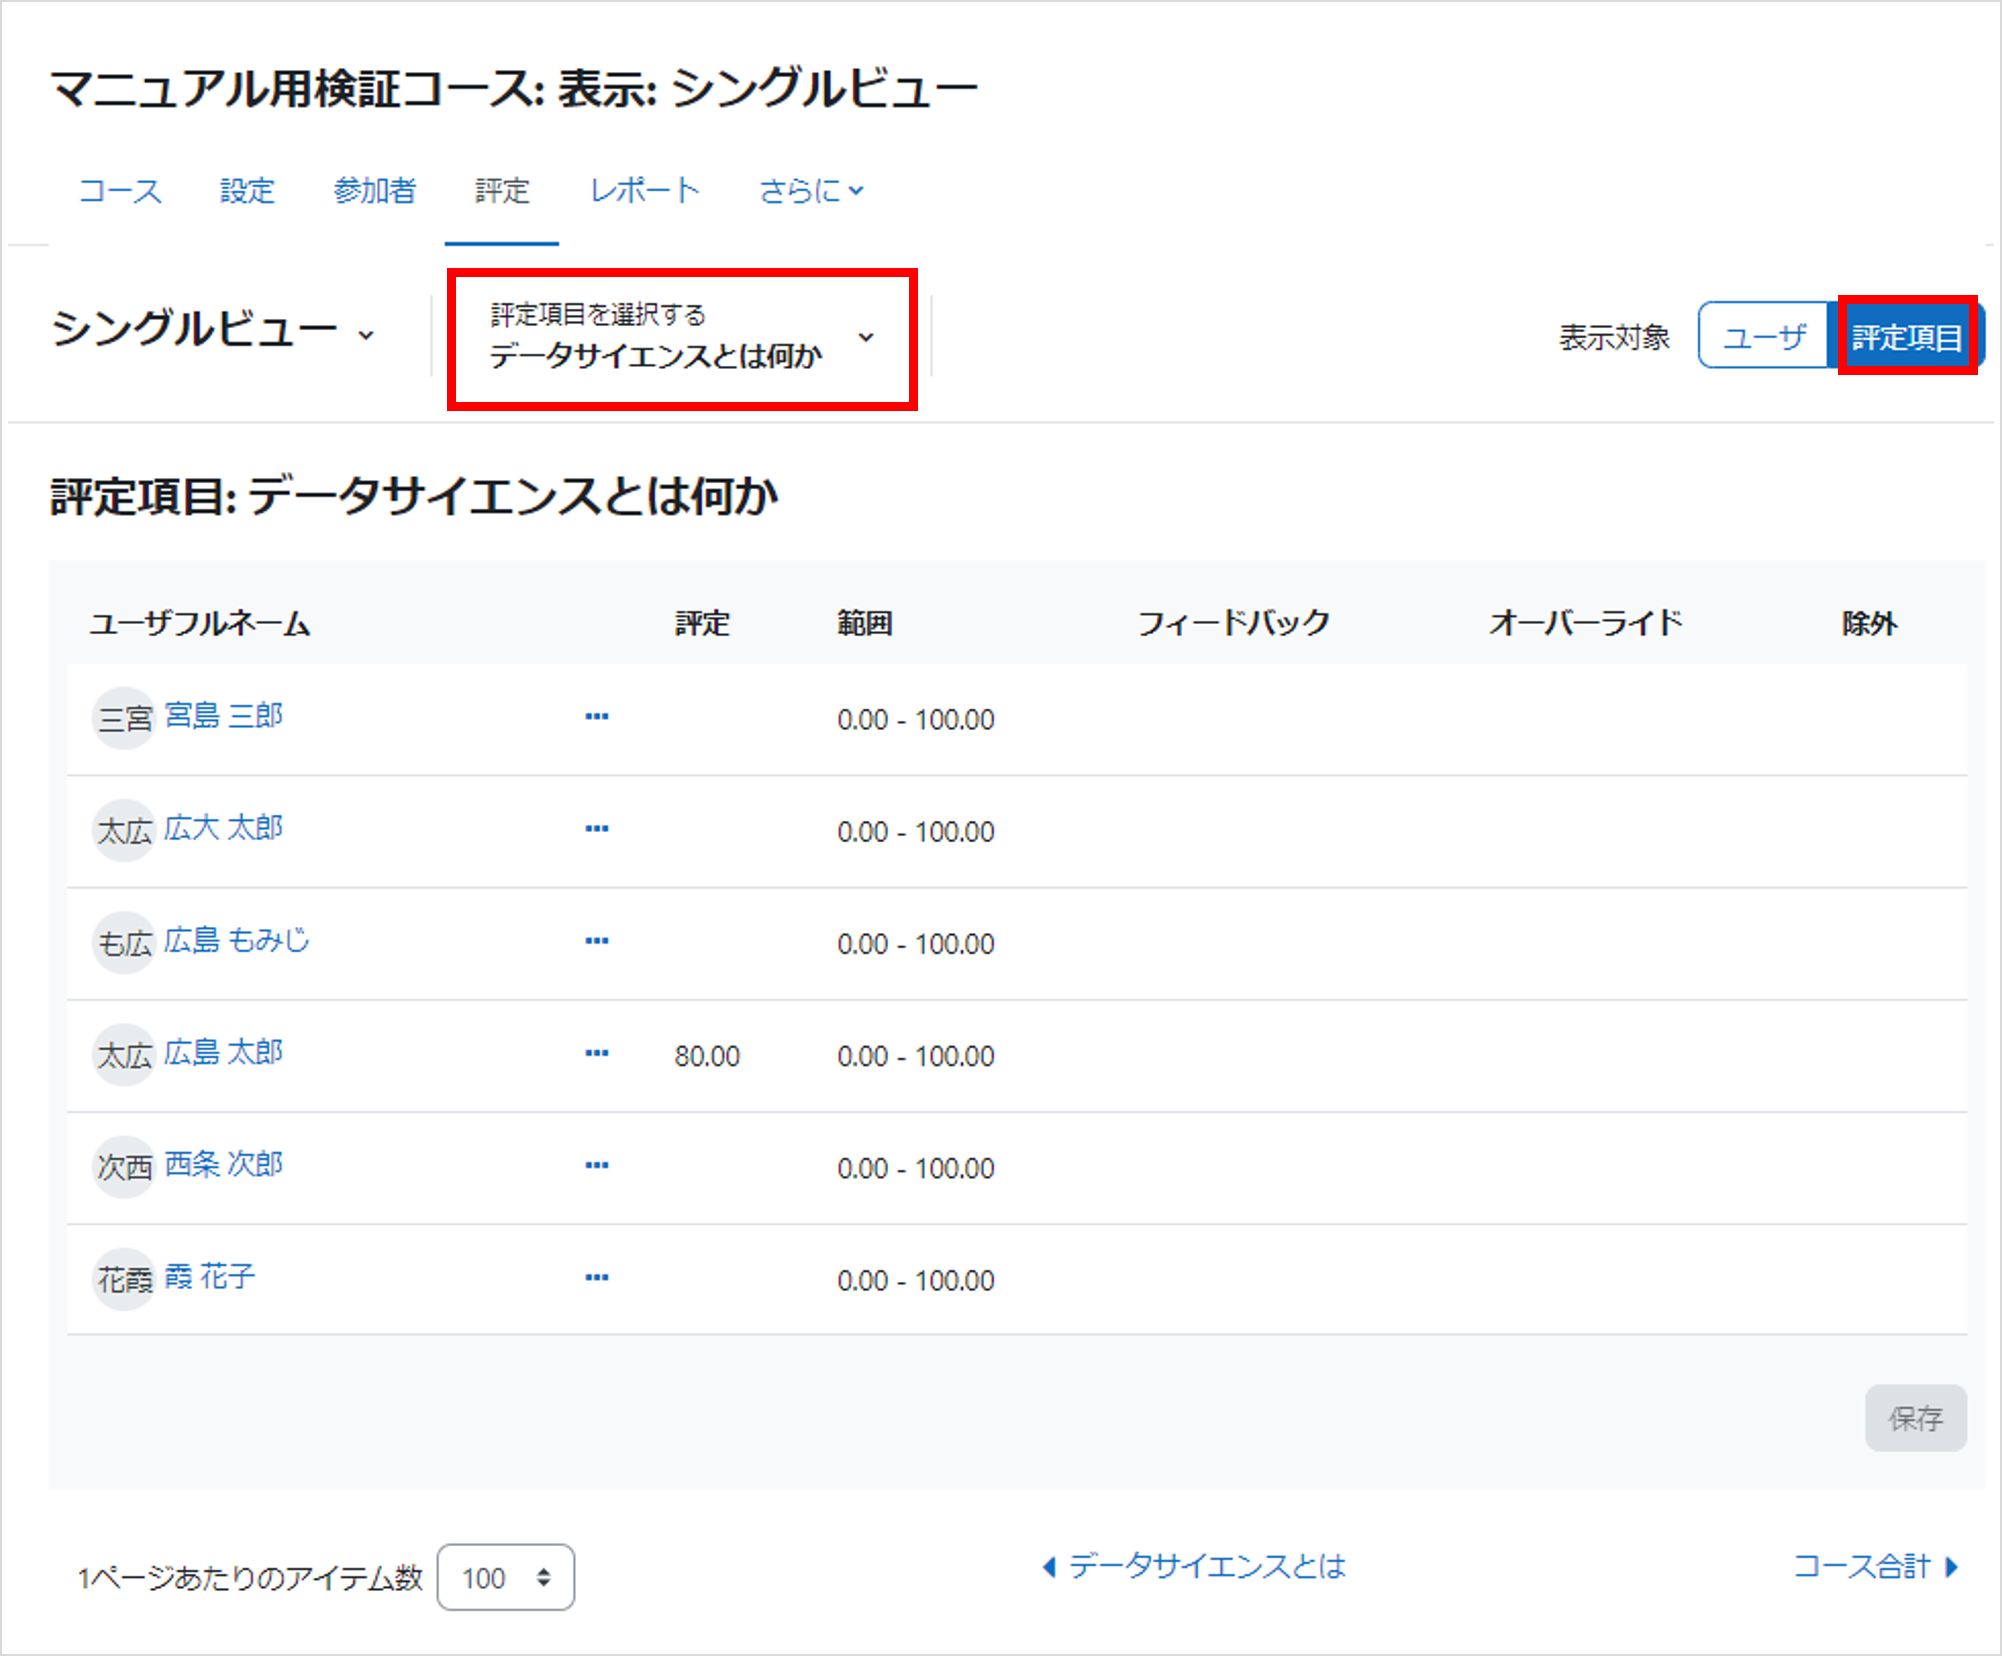 マニュアル用検証コース: 表示: シングルビュー
コース 設定 参加者 評定 レポート さらに
シングルビュー
評定項目を選択する
データサイエンスとは何か
表示対象 ユーザ 評定項目
評定項目: データサイエンスとは何か
ユーザフルネーム 評定 範囲 フィードバック オーバーライド 除外
三宮 宮島 三郎 ••• 0.00 - 100.00
太広 広大 太郎 ••• 0.00 - 100.00
も広 広島 もみじ ••• 0.00 - 100.00
太広 広島 太郎 ••• 80.00 0.00 - 100.00
次西 西条 次郎 ••• 0.00 - 100.00
花霞 霞 花子 ••• 0.00 - 100.00
保存
1ページあたりのアイテム数 100 ◀ データサイエンスとは コース合計 ▶